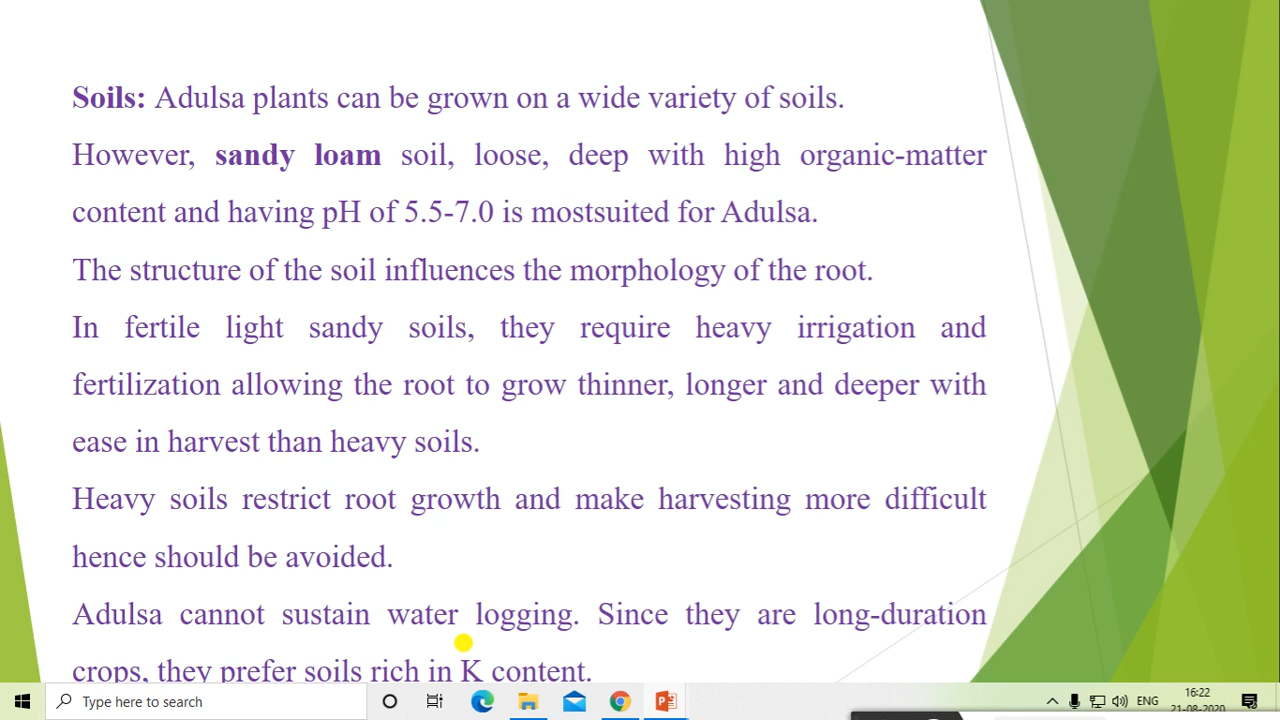 Soils: Adulsa plants can be grown on a wide variety of soils.
However, sandy loam soil, loose, deep with high organic-matter
content and having pH of 5.5-7.0 is mostsuited for Adulsa.
The structure of the soil influences the morphology of the root.
In fertile light sandy soils, they require heavy irrigation and
fertilization allowing the root to grow thinner, longer and deeper with
ease in harvest than heavy soils.
Heavy soils restrict root growth and make harvesting more difficult
hence should be avoided.
Adulsa cannot sustain water logging. Since they are long-duration
crops, they prefer soils rich in K content.
Type here to search
ENG
16:22
21-08-2020